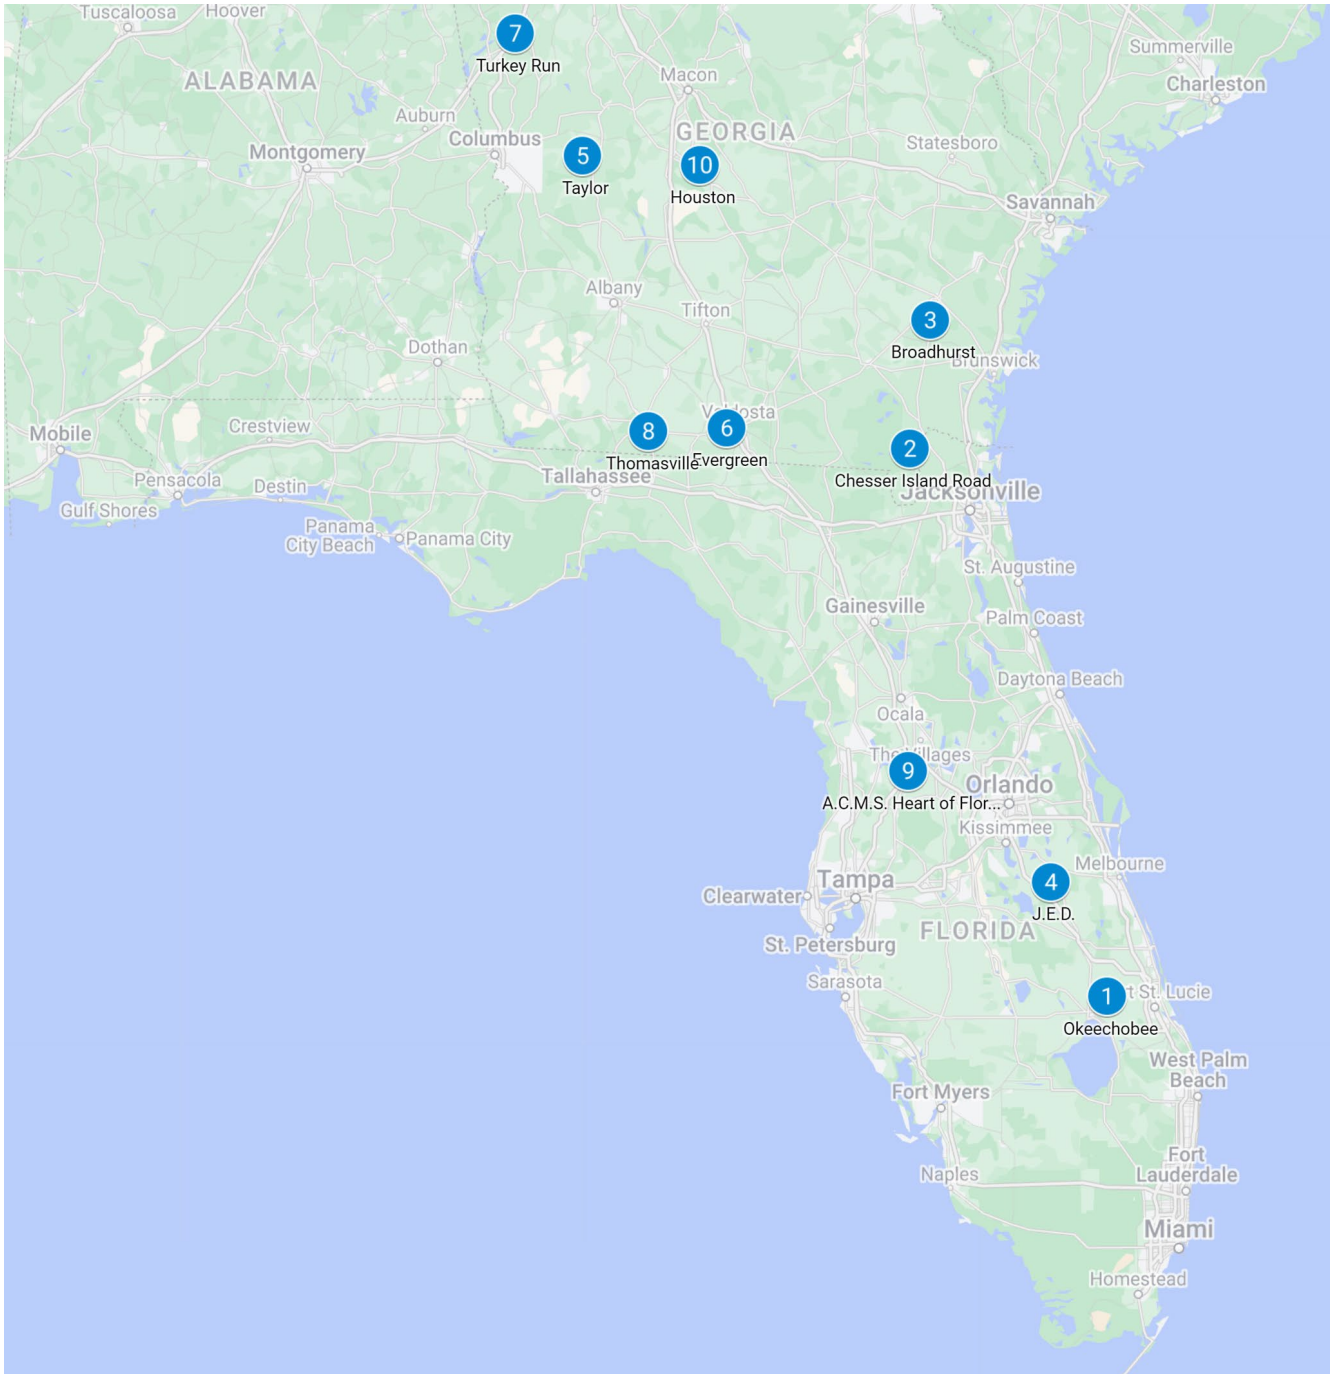 Tuscaloosa
Hoover
7
Turkey Run
Summerville
Charleston
ALABAMA
Macon
Auburn
Columbus
GEORGIA
Montgomery
5
Taylor
10
Houston
Statesboro
Savannah
Albany
Tifton
3
Broadhurst
Brunswick
Dothan
Crestview
Mobile
8
Thomasville
Valdosta
6
Evergreen
2
Chesser Island Road
Jacksonville
Tallahassee
Pensacola
Destin
Gulf Shores
Panama
City Beach
Panama City
St. Augustine
Gainesville
Palm Coast
Daytona Beach
Ocala
The Villages
9
A.C.M.S. Heart of Flor...
Orlando
Kissimmee
Melbourne
4
J.E.D.
Tampa
Clearwater
St. Petersburg
FLORIDA
Sarasota
1
Okeechobee
St. Lucie
West Palm
Beach
Fort Myers
Fort
Lauderdale
Naples
Miami
Homestead